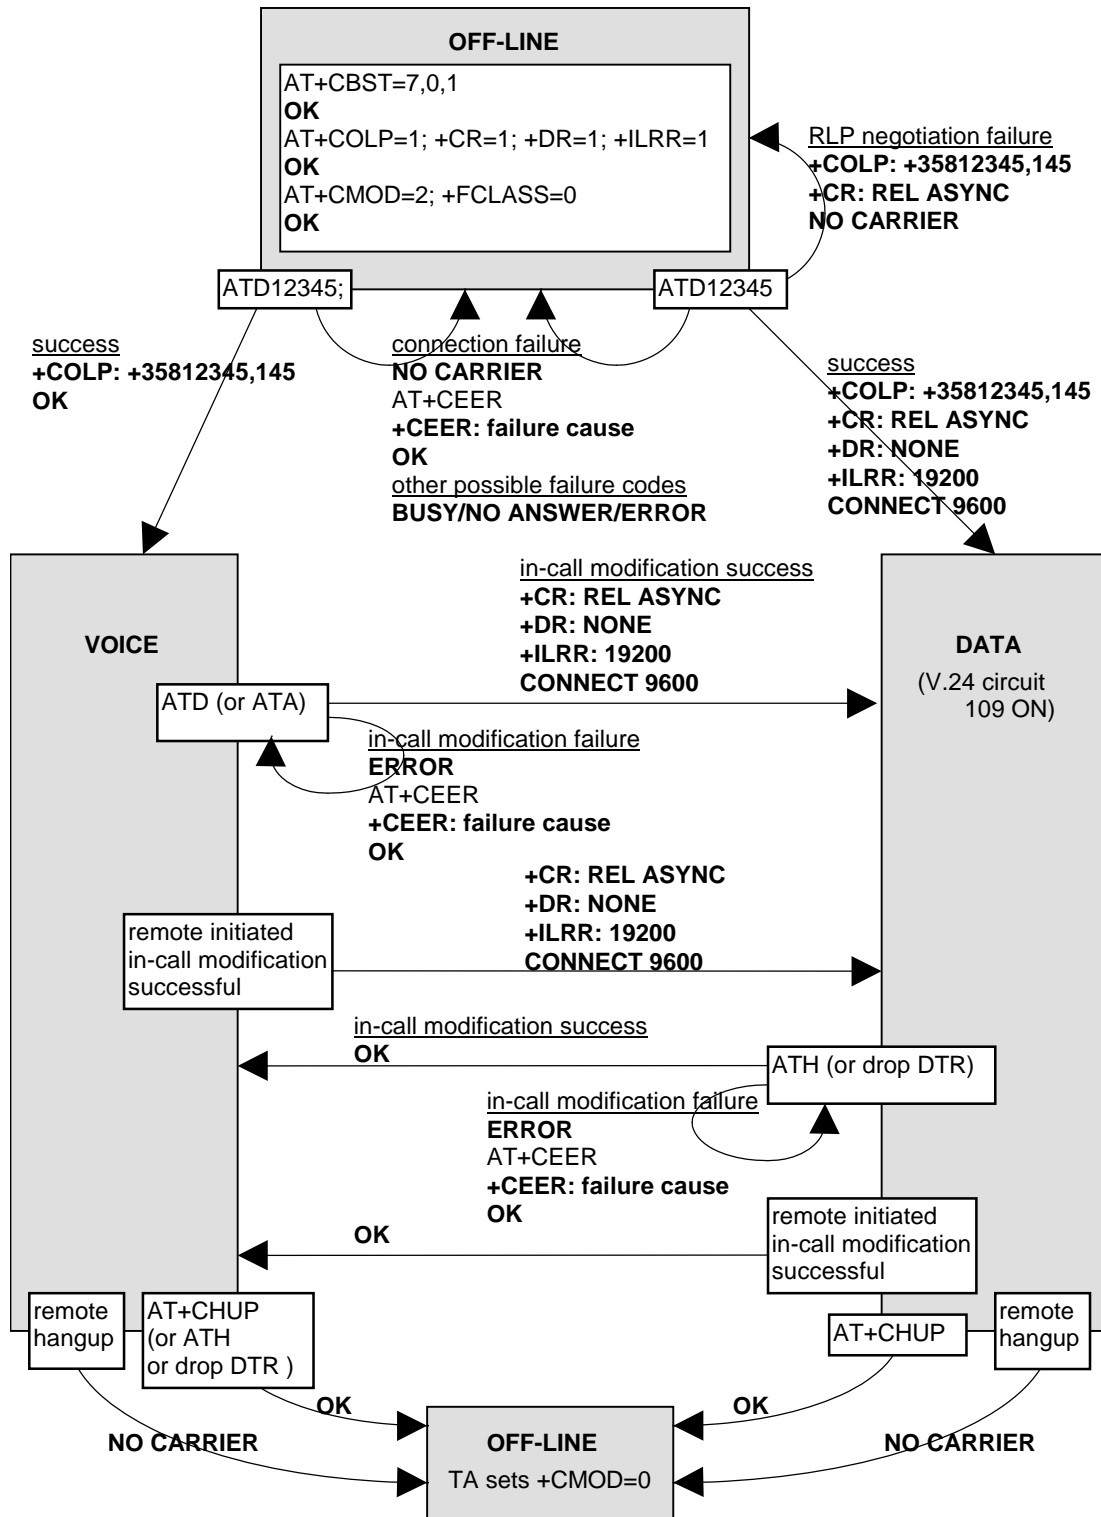 OFF-LINE
AT+CBST=7,0,1
OK
AT+COLP=1; +CR=1; +DR=1; +ILRR=1
OK
AT+CMOD=2; +FCLASS=0
OK
RLP negotiation failure
+COLP: +35812345,145
+CR: REL ASYNC
NO CARRIER
ATD12345;
ATD12345
success
+COLP: +35812345,145
OK
connection failure
NO CARRIER
AT+CEER
+CEER: failure cause
OK
other possible failure codes
BUSY/NO ANSWER/ERROR
success
+COLP: +35812345,145
+CR: REL ASYNC
+DR: NONE
+ILRR: 19200
CONNECT 9600
VOICE
in-call modification success
+CR: REL ASYNC
+DR: NONE
+ILRR: 19200
CONNECT 9600
DATA
(V.24 circuit
109 ON)
ATD (or ATA)
in-call modification failure
ERROR
AT+CEER
+CEER: failure cause
OK
+CR: REL ASYNC
+DR: NONE
+ILRR: 19200
CONNECT 9600
remote initiated
in-call modification
successful
in-call modification success
OK
ATH (or drop DTR)
in-call modification failure
ERROR
AT+CEER
+CEER: failure cause
OK
remote initiated
in-call modification
successful
OK
remote
hangup
AT+CHUP
(or ATH
or drop DTR )
AT+CHUP
remote
hangup
OK
OK
NO CARRIER
NO CARRIER
OFF-LINE
TA sets +CMOD=0